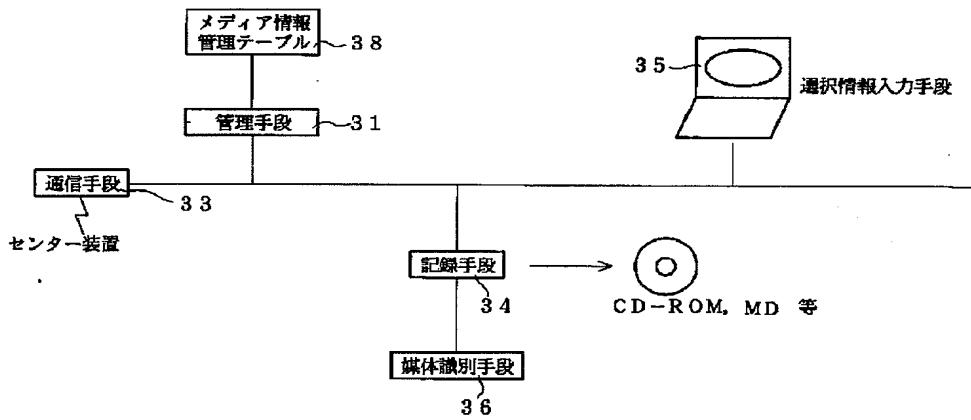 メディア情報
管理テーブル
38
35
選択情報入力手段
管理手段
31
通信手段
33
センター装置
記録手段
34
CD-ROM, MD 等
媒体識別手段
36